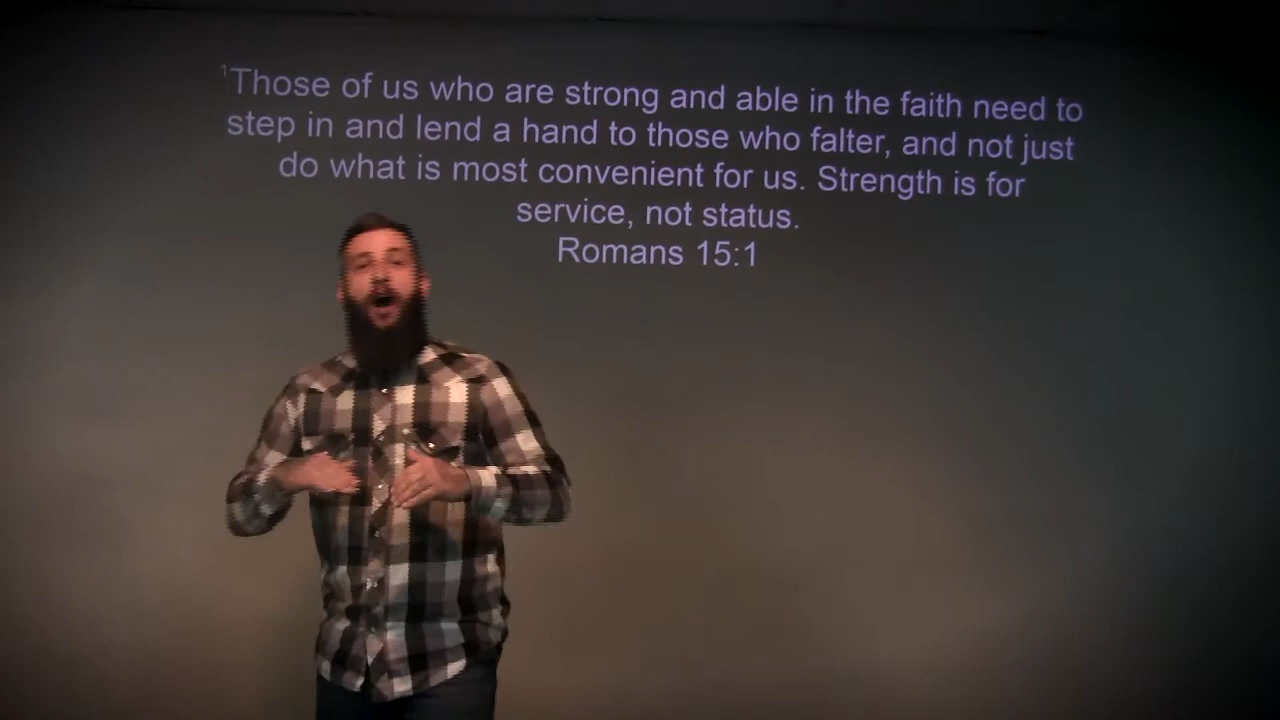 ¹Those of us who are strong and able in the faith need to
step in and lend a hand to those who falter, and not just
do what is most convenient for us. Strength is for
service, not status.
Romans 15:1